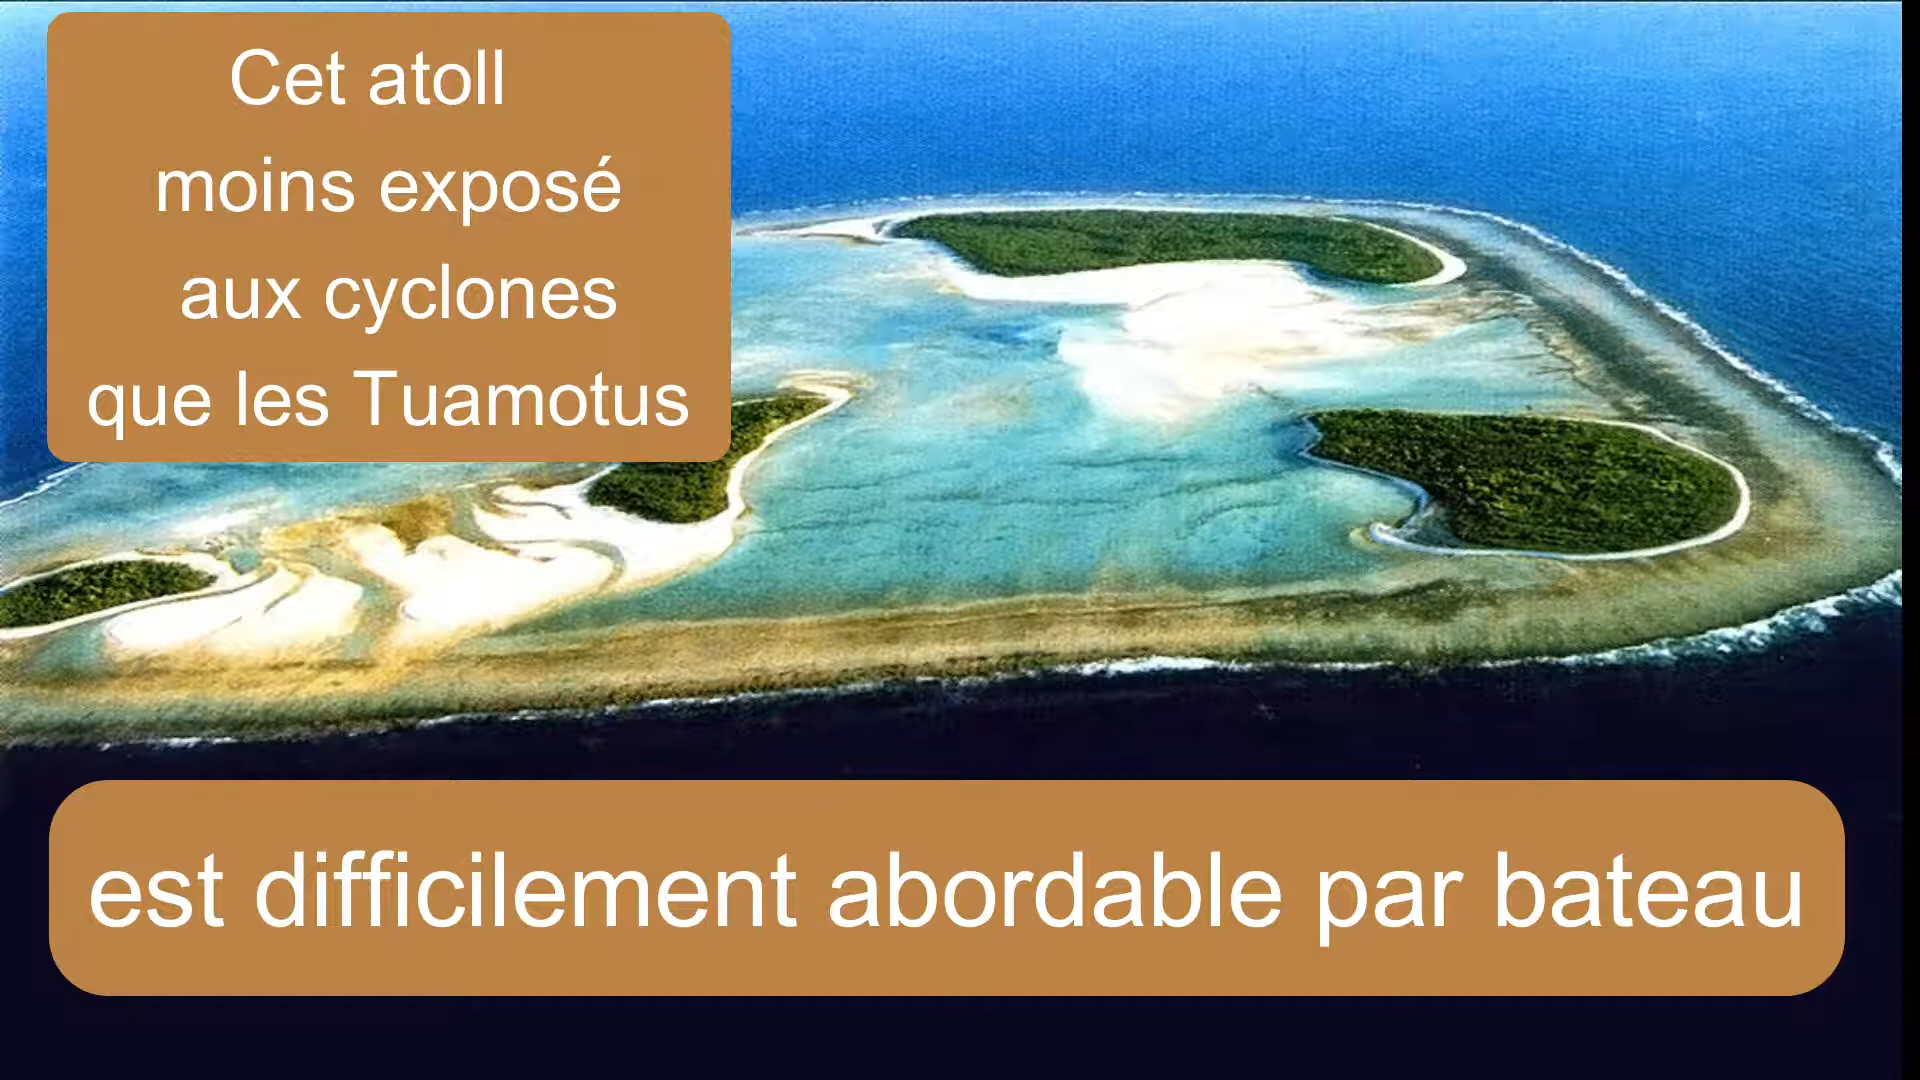 Cet atoll
moins exposé
aux cyclones
que les Tuamotus
est difficilement abordable par bateau